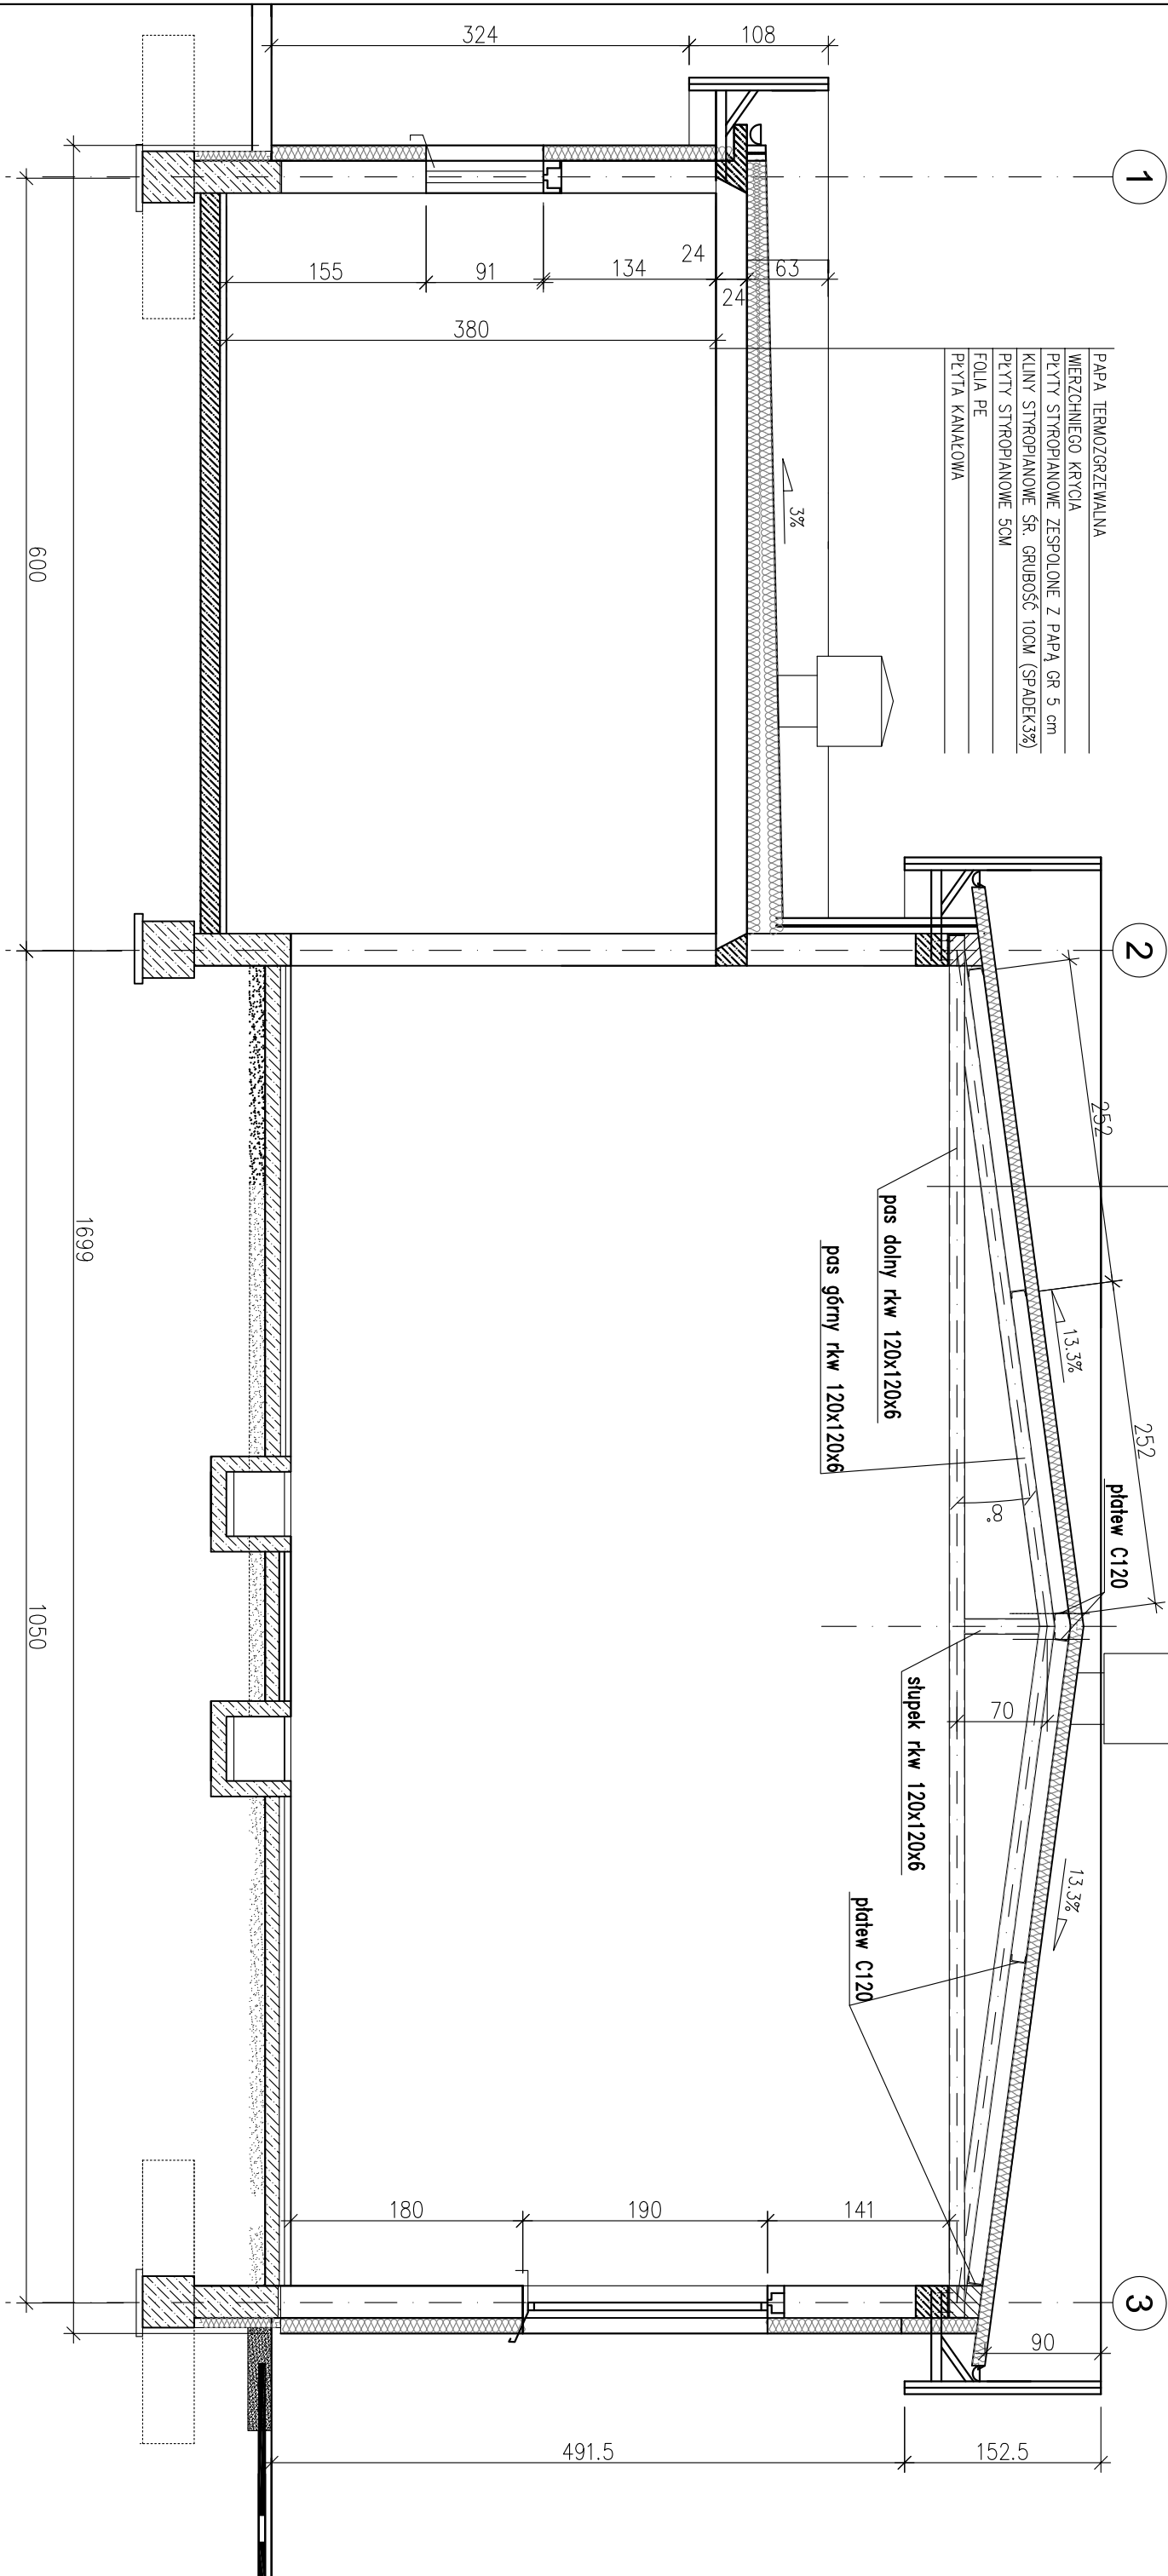 1
2
3
PAPA TERMOZGRZEWALNA
WIERZCHNIEGO KRYCIA
PŁYTY STYROPIANOWE ZESPOLONE Z PAPĄ GR 5 cm
KLINY STYROPIANOWE ŚR. GRUBOŚĆ 10CM (SPADEK3%)
PŁYTY STYROPIANOWE 5CM
FOLIA PE
PŁYTA KANAŁOWA
324
108
155
91
134
24
24
63
380
3%
252
252
13.3%
13.3%
płatew C120
pas dolny rkw 120x120x6
pas górny rkw 120x120x6
8°
70
słupek rkw 120x120x6
płatew C120
180
190
141
90
491.5
152.5
600
1050
1699